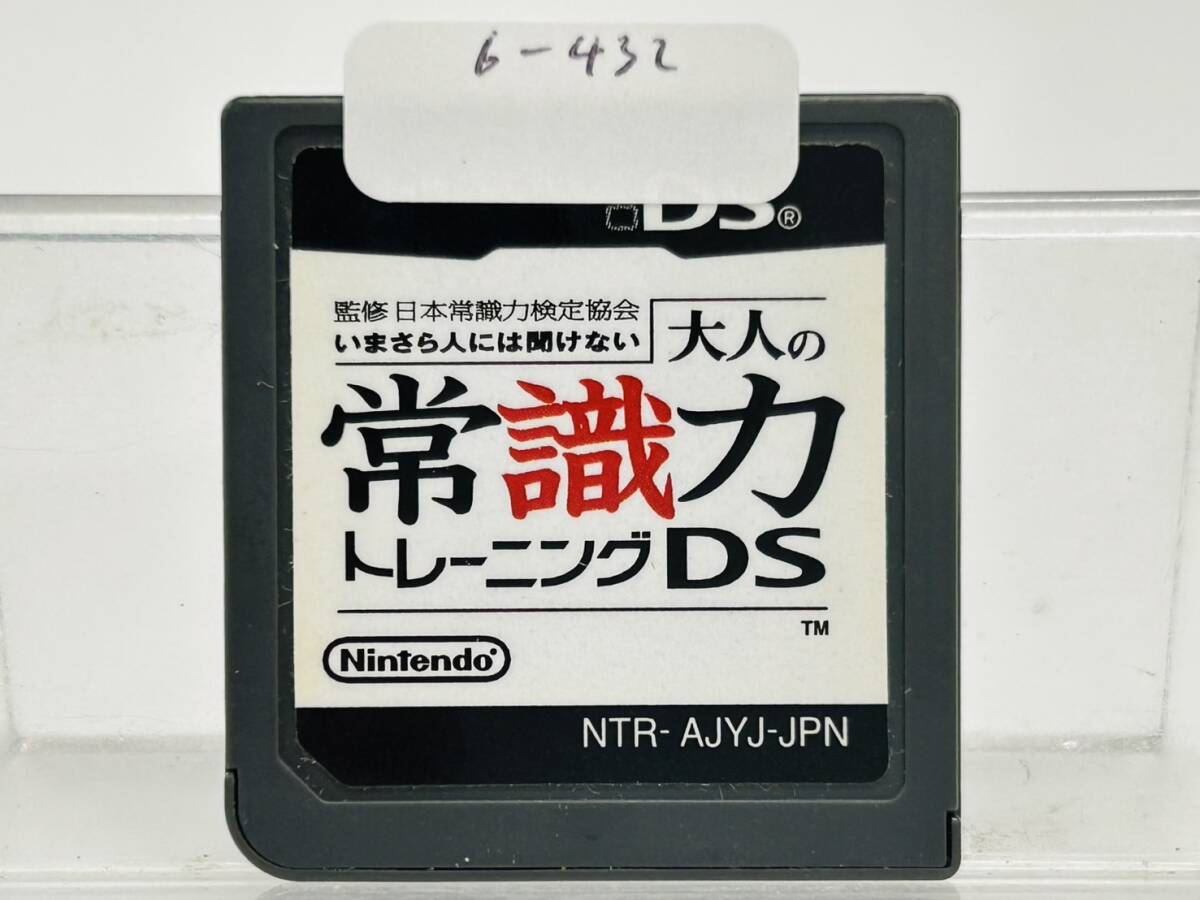 6-432
DS®
監修 日本常識力検定協会
いまさら人には聞けない
大人の
常識力
トレーニングDS
TM
Nintendo
NTR- AJYJ-JPN